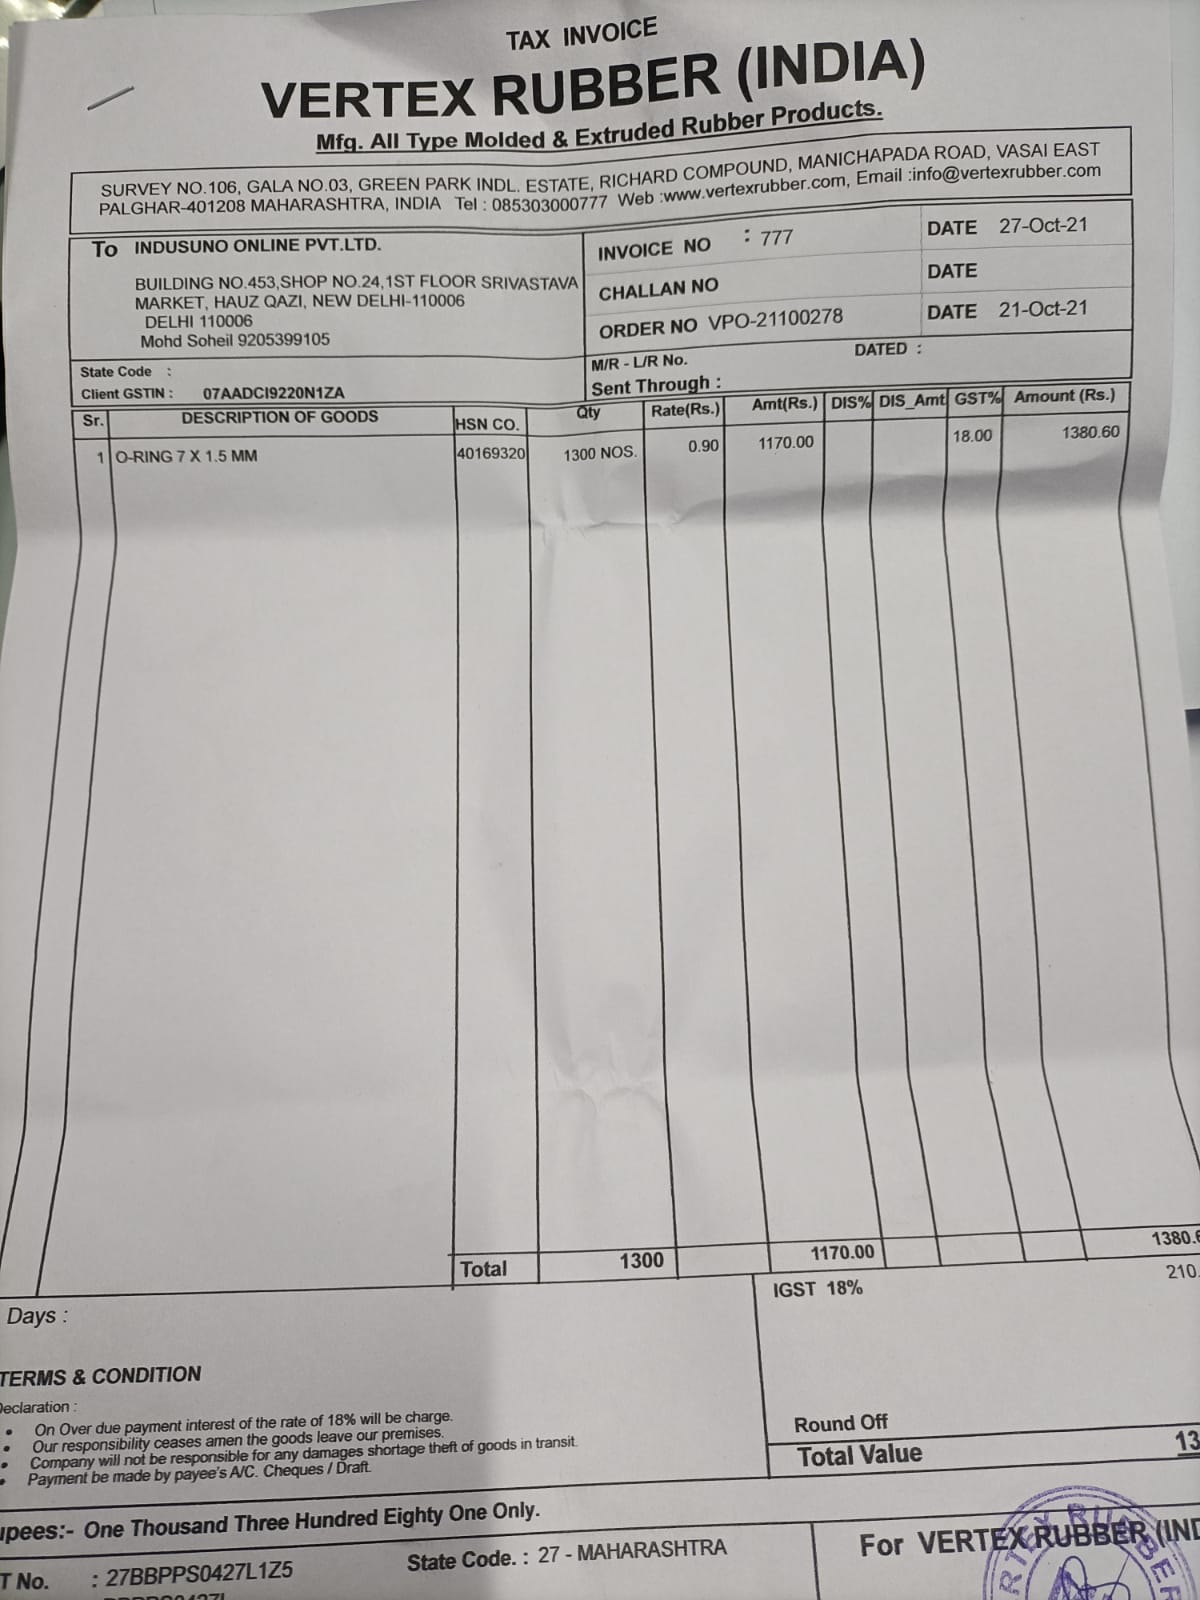 TAX INVOICE
VERTEX RUBBER (INDIA)
Mfg. All Type Molded & Extruded Rubber Products.
SURVEY NO.106, GALA NO.03, GREEN PARK INDL. ESTATE, RICHARD COMPOUND, MANICHAPADA ROAD, VASAI EAST
PALGHAR-401208 MAHARASHTRA, INDIA Tel : 085303000777 Web :www.vertexrubber.com, Email :info@vertexrubber.com
To INDUSUNO ONLINE PVT.LTD.
BUILDING NO.453,SHOP NO.24,1ST FLOOR SRIVASTAVA
MARKET, HAUZ QAZI, NEW DELHI-110006
DELHI 110006
Mohd Soheil 9205399105
State Code :
Client GSTIN : 07AADCI9220N1ZA
INVOICE NO : 777 DATE 27-Oct-21
CHALLAN NO DATE
ORDER NO VPO-21100278 DATE 21-Oct-21
M/R - L/R No. DATED :
Sent Through :
Sr. DESCRIPTION OF GOODS HSN CO. Qty Rate(Rs.) Amt(Rs.) DIS% DIS_Amt GST% Amount (Rs.)
1 O-RING 7 X 1.5 MM 40169320 1300 NOS. 0.90 1170.00 18.00 1380.60
Total 1300 1170.00 1380.6
IGST 18% 210.
Days :
TERMS & CONDITION
Declaration :
• On Over due payment interest of the rate of 18% will be charge.
• Our responsibility ceases amen the goods leave our premises.
• Company will not be responsible for any damages shortage theft of goods in transit.
• Payment be made by payee's A/C. Cheques / Draft.
Round Off
Total Value 13
upees:- One Thousand Three Hundred Eighty One Only.
T No. : 27BBPPS0427L1Z5 State Code. : 27 - MAHARASHTRA
For VERTEX RUBBER (IND
RTEX RUBBER